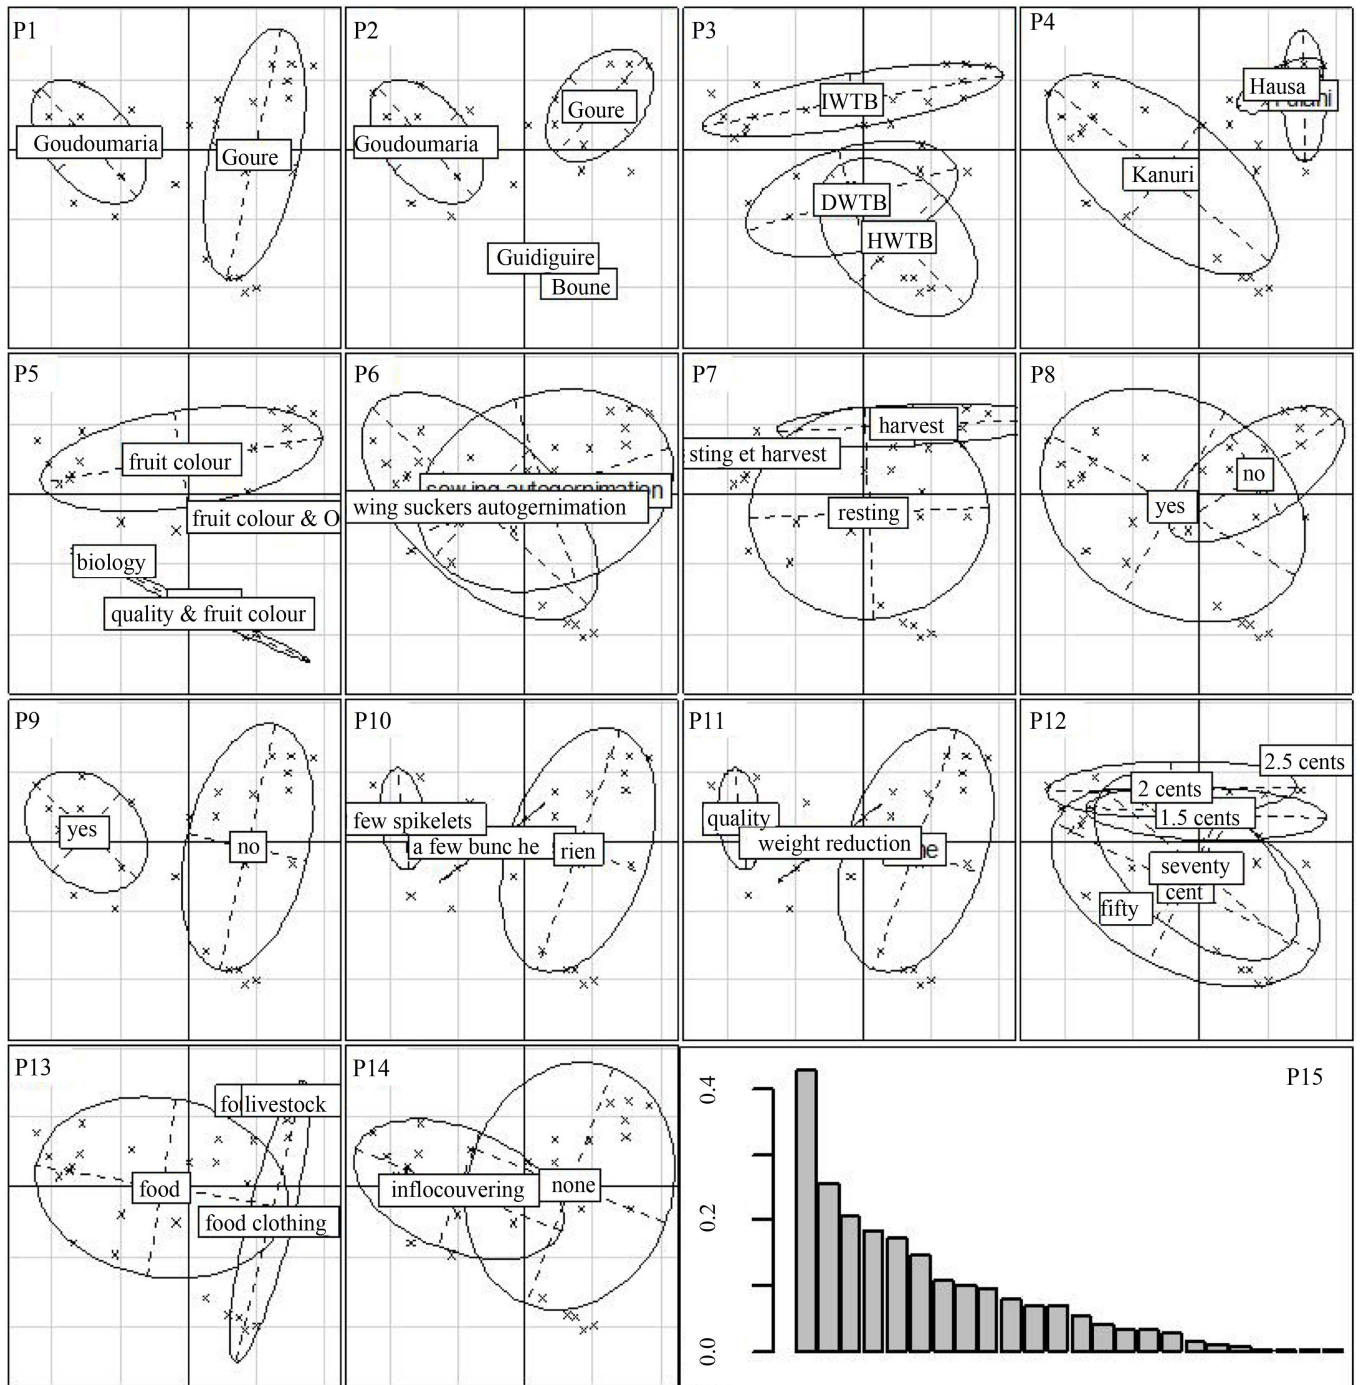 P1
Goudoumaria
Goure
P2
Goure
Goudoumaria
Guidiguire
Boune
P3
IWTB
DWTB
HWTB
P4
Hausa
Kanuri
P5
fruit colour
fruit colour & O
biology
quality & fruit colour
P6
sowing autogernimation
wing suckers autogernimation
P7
harvest
sting et harvest
resting
P8
no
yes
P9
yes
no
P10
few spikelets
a few bunc he
rien
P11
quality
weight reduction
P12
2.5 cents
2 cents
1.5 cents
seventy
cent
fifty
P13
fo livestock
food
food clothing
P14
inflocouvering
none
P15
0.4
0.2
0.0